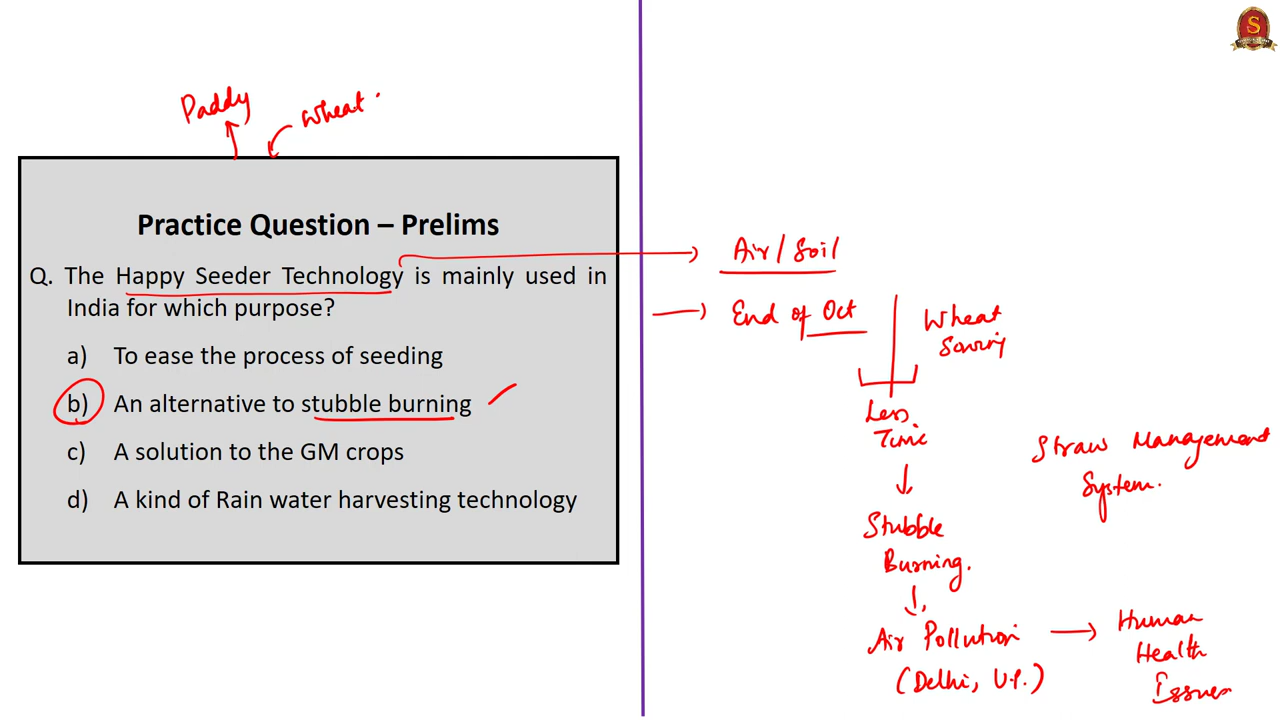 S
Paddy
Wheat.
Practice Question – Prelims
Q. The Happy Seeder Technology is mainly used in
India for which purpose?
a) To ease the process of seeding
b) An alternative to stubble burning
c) A solution to the GM crops
d) A kind of Rain water harvesting technology
Air/Soil
End of Oct
Wheat
Sowing
Less
Time
Stubble
Burning.
Air Pollution
(Delhi, U.P.)
Human
Health
Issues
Straw Management
System.